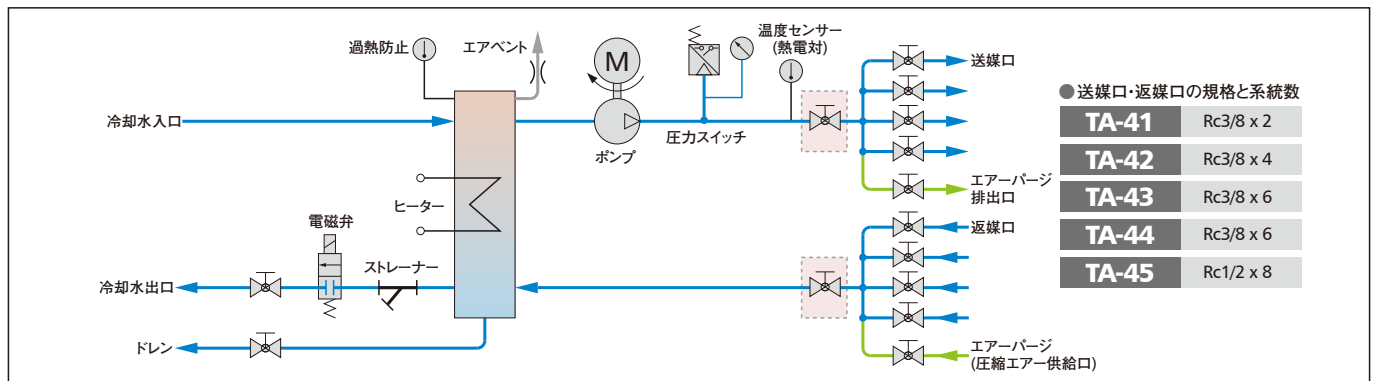 過熱防止
エアベント
M
温度センサー
(熱電対)
送媒口
冷却水入口
ポンプ
圧力スイッチ
エアーパージ
排出口
ヒーター
電磁弁
返媒口
ストレーナー
冷却水出口
ドレン
エアーパージ
(圧縮エアー供給口)
●送媒口・返媒口の規格と系統数
TA-41 Rc3/8 x 2
TA-42 Rc3/8 x 4
TA-43 Rc3/8 x 6
TA-44 Rc3/8 x 6
TA-45 Rc1/2 x 8